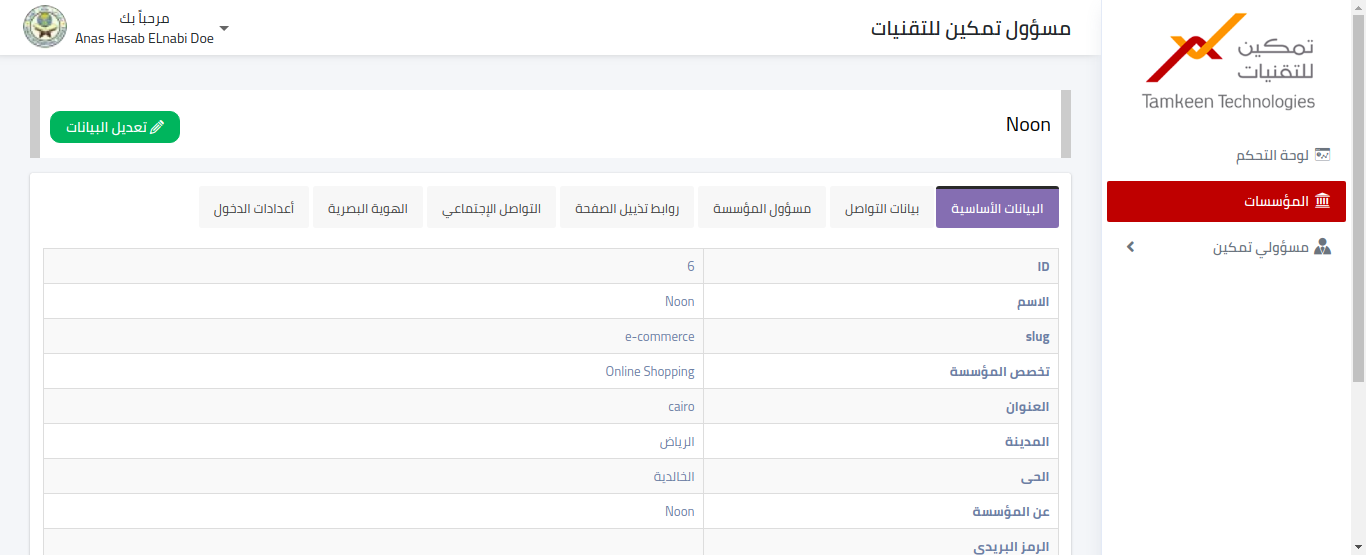 تمكين
للتقنيات
Tamkeen Technologies
لوحة التحكم
المؤسسات
مسؤولي تمكين
مسؤول تمكين للتقنيات
مرحباً بك
Anas Hasab ELnabi Doe
Noon
تعديل البيانات
البيانات الأساسية
بيانات التواصل
مسؤول المؤسسة
روابط تذييل الصفحة
التواصل الإجتماعي
الهوية البصرية
أعدادات الدخول
ID 6
الاسم Noon
slug e-commerce
تخصص المؤسسة Online Shopping
العنوان cairo
المدينة الرياض
الحى الخالدية
عن المؤسسة Noon
الرمز البريدى